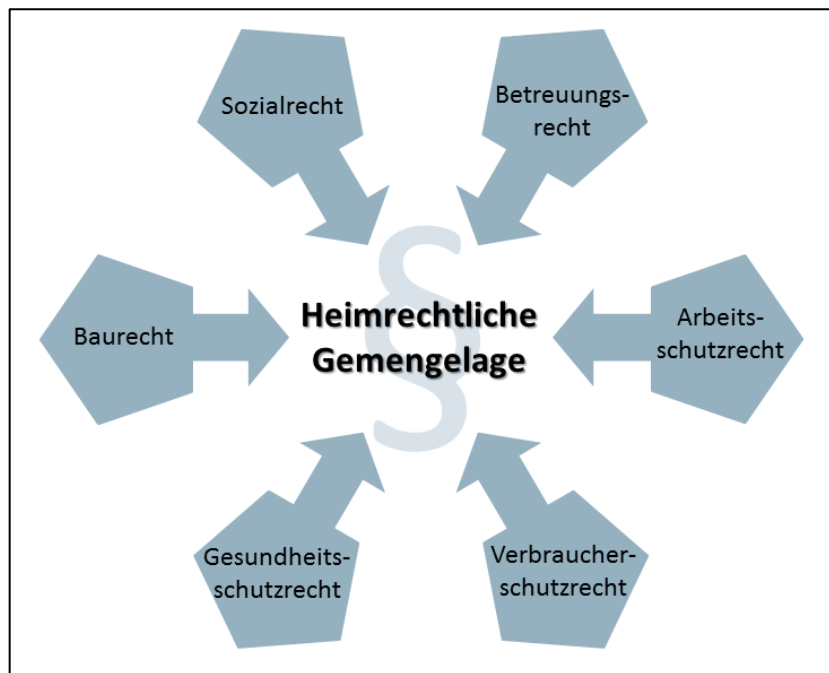 Sozialrecht
Betreuungs-
recht
Baurecht
§
Heimrechtliche
Gemengelage
Arbeits-
schutzrecht
Gesundheits-
schutzrecht
Verbraucher-
schutzrecht